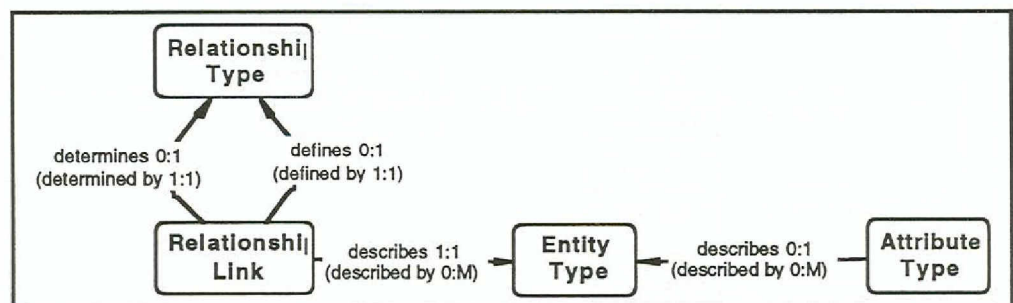 Relationshi
Type
determines 0:1
(determined by 1:1)
defines 0:1
(defined by 1:1)
Relationshi
Link
describes 1:1
(described by 0:M)
Entity
Type
describes 0:1
(described by 0:M)
Attribute
Type